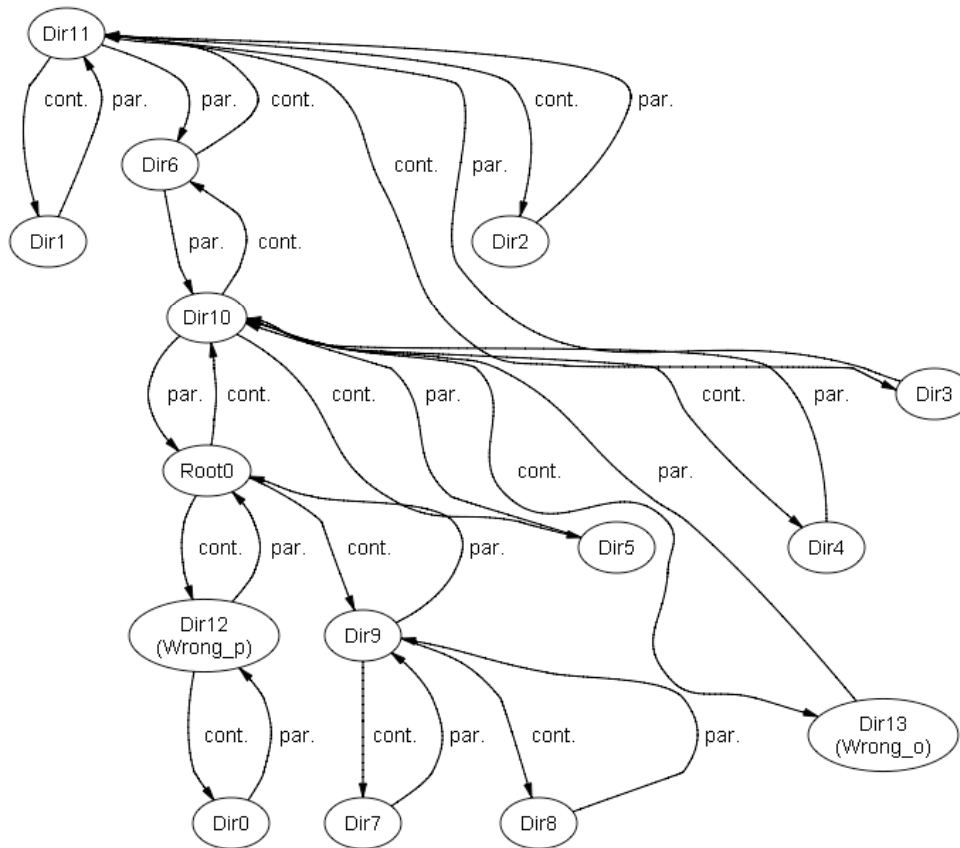 Dir11
cont. par. par. cont. cont. par.
Dir6
cont. par.
Dir1 Dir2
par. cont.
Dir10
par. cont. cont. par. cont. par. Dir3
Root0 cont. par.
cont. par. cont. par. Dir5 Dir4
Dir12
(Wrong_p)
Dir9
cont. par. cont. par. cont. par.
Dir13
(Wrong_o)
Dir0 Dir7 Dir8